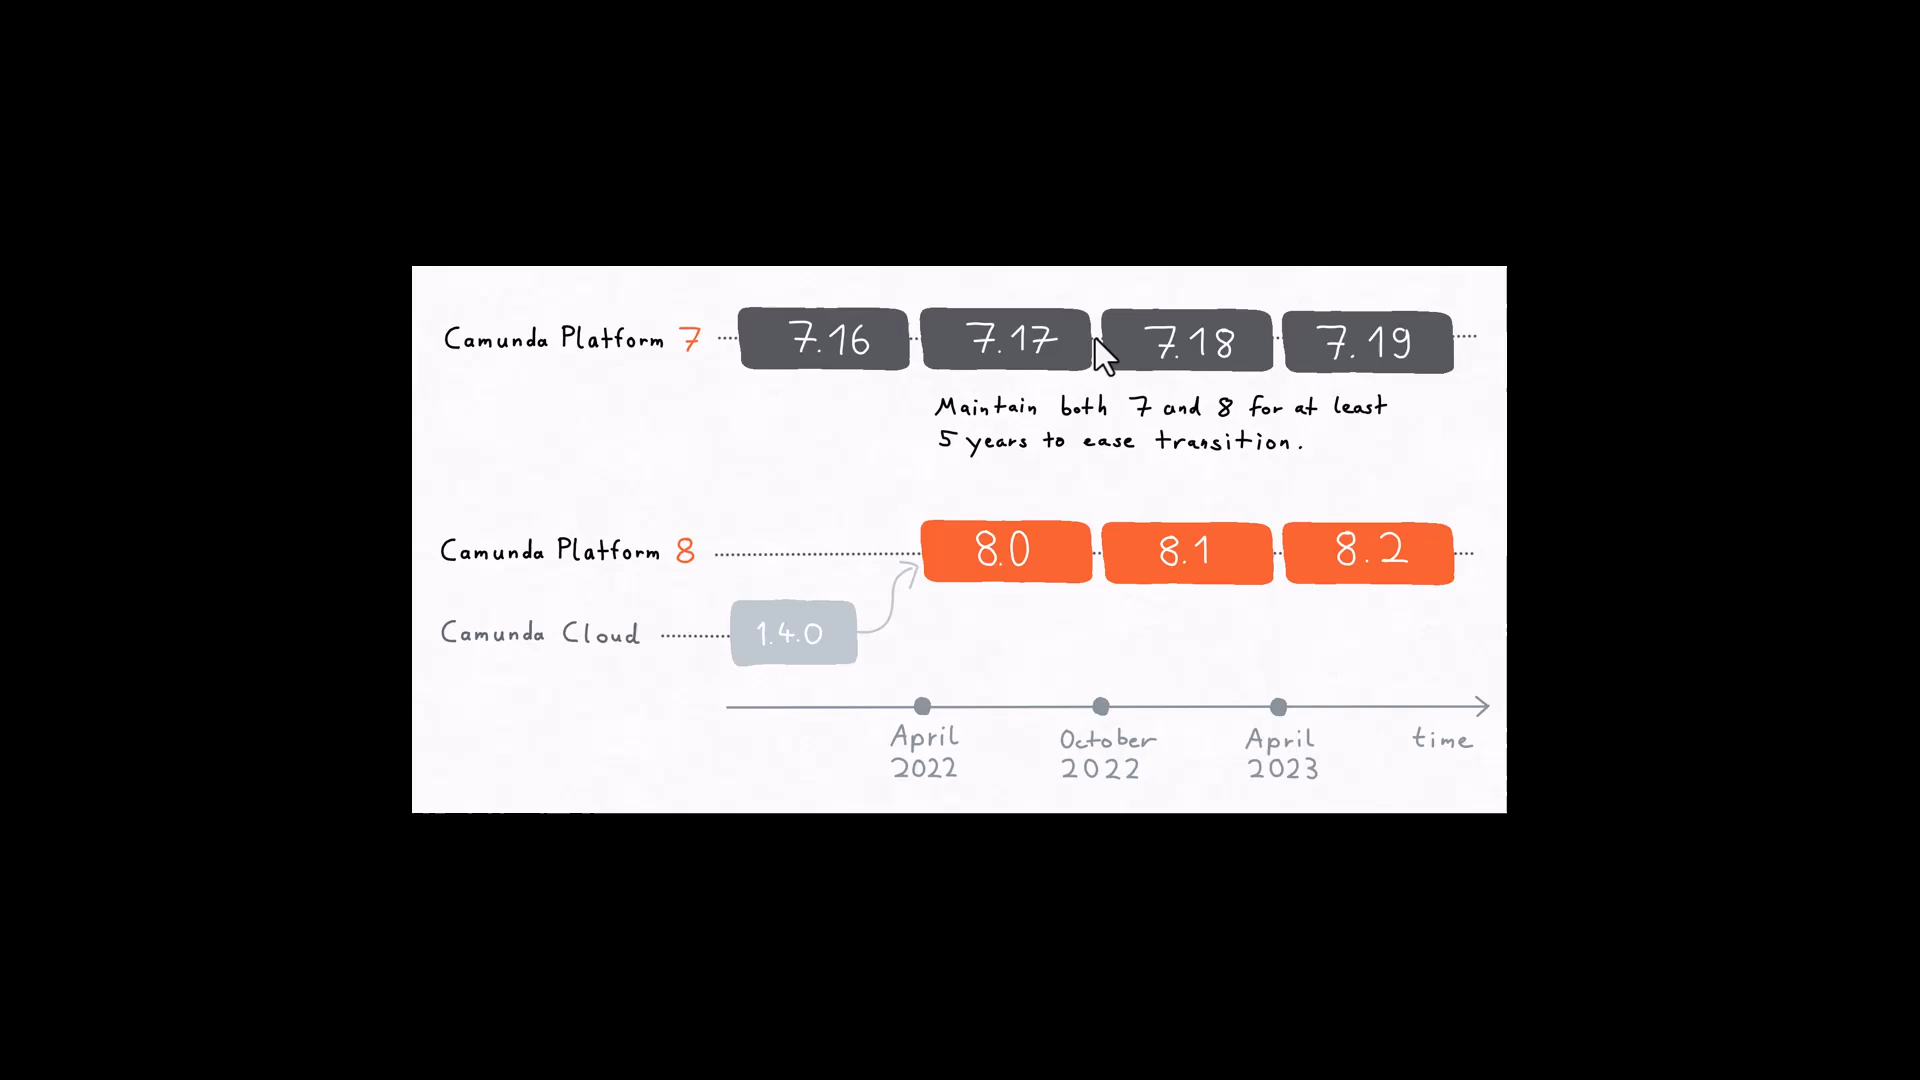 Camunda Platform 7
7.16
7.17
7.18
7.19
Maintain both 7 and 8 for at least
5 years to ease transition.
Camunda Platform 8
8.0
8.1
8.2
Camunda Cloud
1.4.0
April
2022
October
2022
April
2023
time